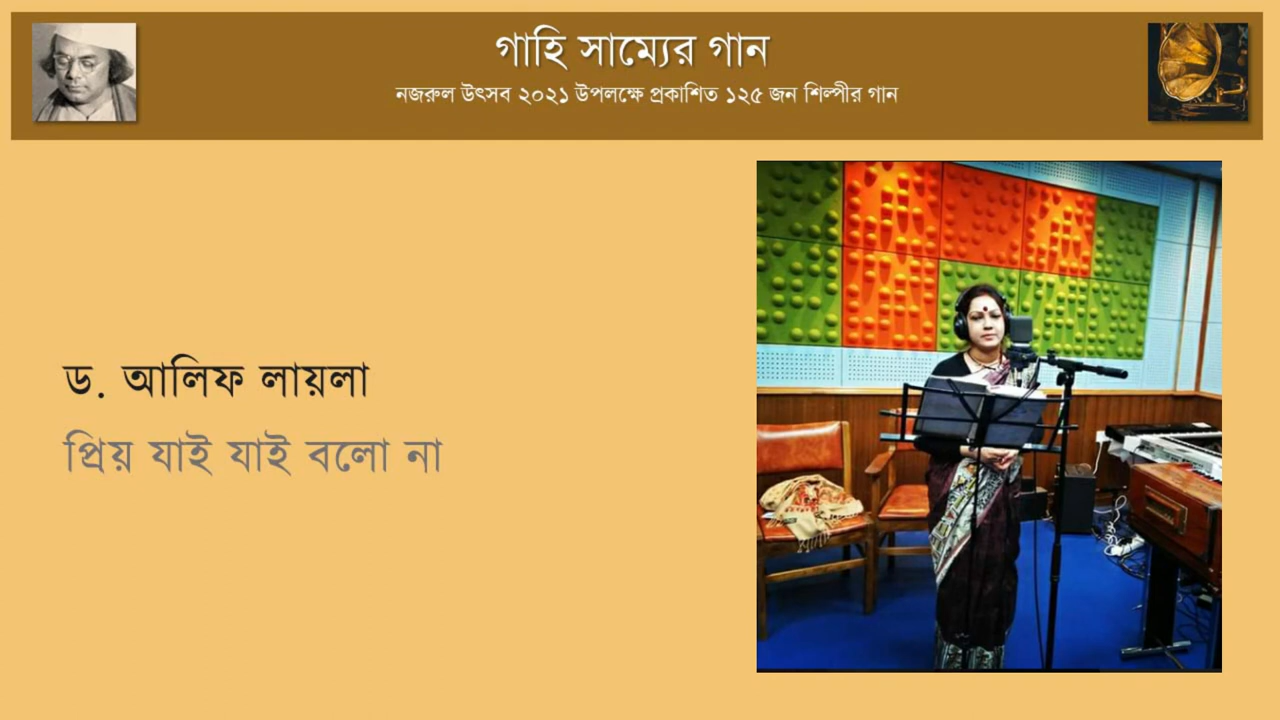 গাহি সাম্যের গান
নজরুল উৎসব ২০২১ উপলক্ষে প্রকাশিত ১২৫ জন শিল্পীর গান
ড. আলিফ লায়লা
প্রিয় যাই যাই বলো না